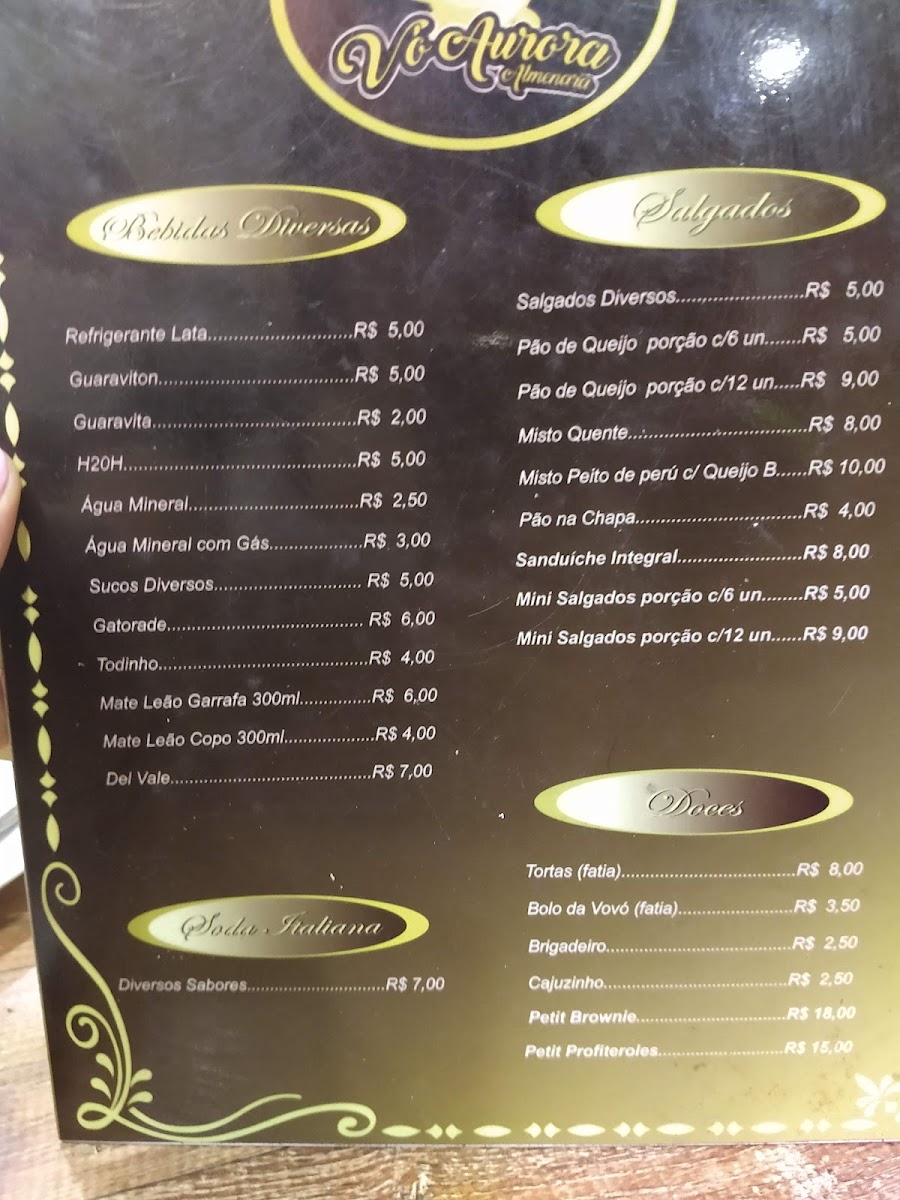 Vó Aurora
Almenara
Bebidas Diversas
Refrigerante Lata............................R$ 5,00
Guaraviton.....................................R$ 5,00
Guaravita.......................................R$ 2,00
H20H............................................R$ 5,00
Água Mineral.................................R$ 2,50
Água Mineral com Gás..................R$ 3,00
Sucos Diversos............................ R$ 5,00
Gatorade...................................... R$ 6,00
Todinho........................................R$ 4,00
Mate Leão Garrafa 300ml..............R$ 6,00
Mate Leão Copo 300ml..................R$ 4,00
Del Vale.......................................R$ 7,00
Soda Italiana
Diversos Sabores...........................R$ 7,00
Salgados
Salgados Diversos.........................R$ 5,00
Pão de Queijo porção c/6 un.......R$ 5,00
Pão de Queijo porção c/12 un.....R$ 9,00
Misto Quente...................................R$ 8,00
Misto Peito de perú c/ Queijo B......R$ 10,00
Pão na Chapa................................R$ 4,00
Sanduíche Integral........................R$ 8,00
Mini Salgados porção c/6 un........R$ 5,00
Mini Salgados porção c/12 un......R$ 9,00
Doces
Tortas (fatia)..................................R$ 8,00
Bolo da Vovó (fatia)......................R$ 3,50
Brigadeiro...................................R$ 2,50
Cajuzinho....................................R$ 2,50
Petit Brownie.............................R$ 18,00
Petit Profiteroles........................R$ 15,00